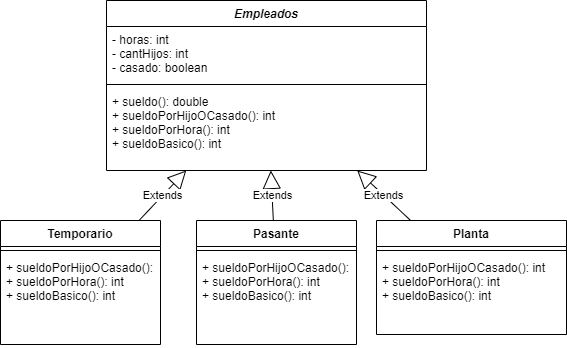 Empleados
- horas: int
- cantHijos: int
- casado: boolean
+ sueldo(): double
+ sueldoPorHijoOCasado(): int
+ sueldoPorHora(): int
+ sueldoBasico(): int
Extends
Extends
Extends
Temporario
+ sueldoPorHijoOCasado():
+ sueldoPorHora(): int
+ sueldoBasico(): int
Pasante
+ sueldoPorHijoOCasado():
+ sueldoPorHora(): int
+ sueldoBasico(): int
Planta
+ sueldoPorHijoOCasado(): int
+ sueldoPorHora(): int
+ sueldoBasico(): int